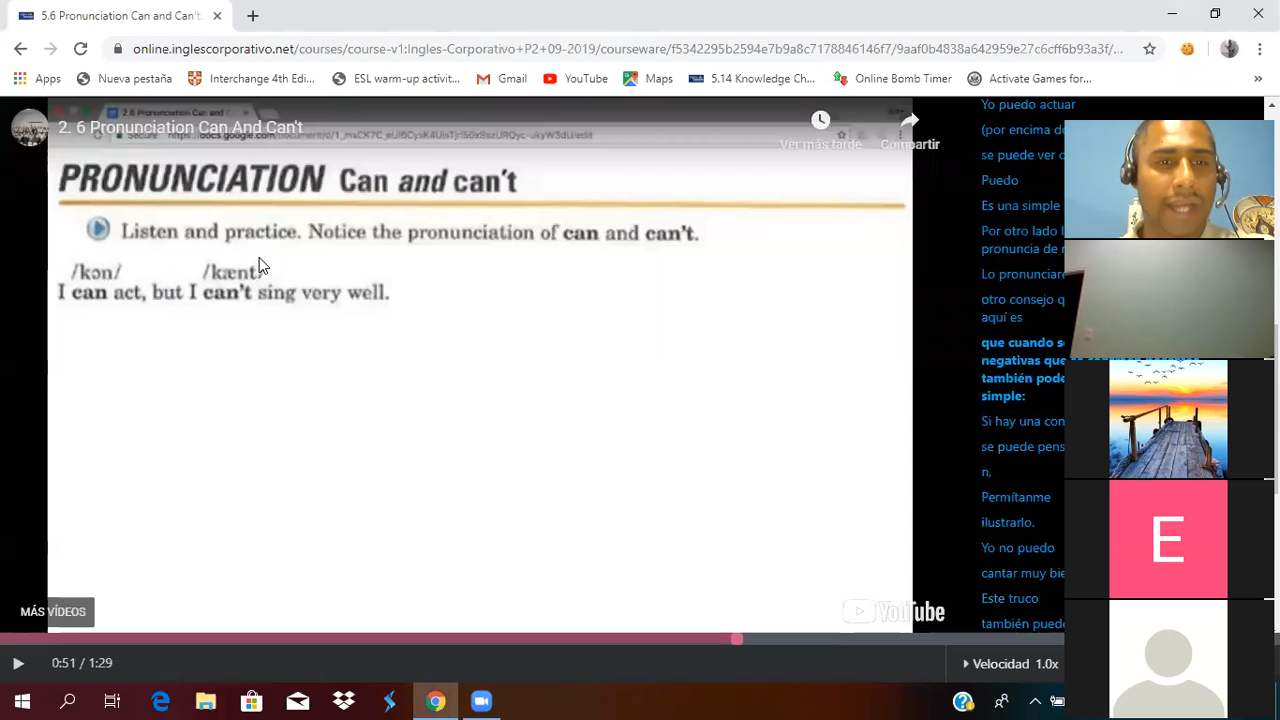 5.6 Pronunciation Can and Can't.
online.inglescorporativo.net/courses/course-v1:Ingles-Corporativo+P2+09-2019/courseware/f5342295b2594e7b9a8c7178846146f7/9aaf0b4838a642959e27c6cff6b93a3f/...
Apps Nueva pestaña Interchange 4th Edi... ESL warm-up activit... Gmail YouTube Maps 5.14 Knowledge Ch... Online Bomb Timer Activate Games for... »
2. 6 Pronunciation Can And Can't
Ver más tarde Compartir
PRONUNCIATION Can and can't
Listen and practice. Notice the pronunciation of can and can't.
/kən/ /kænt/
I can act, but I can't sing very well.
MÁS VÍDEOS
YouTube
0:51 / 1:29
Velocidad 1.0x
Yo puedo actuar
(por encima de
se puede ver
Puedo
Es una simple
Por otro lado
pronuncia de
Lo pronunciaré
otro consejo
aquí es
que cuando
negativas que
también
simple:
Si hay una
se puede
n,
Permítanme
ilustrarlo.
Yo no puedo
cantar muy
Este truco
también
E